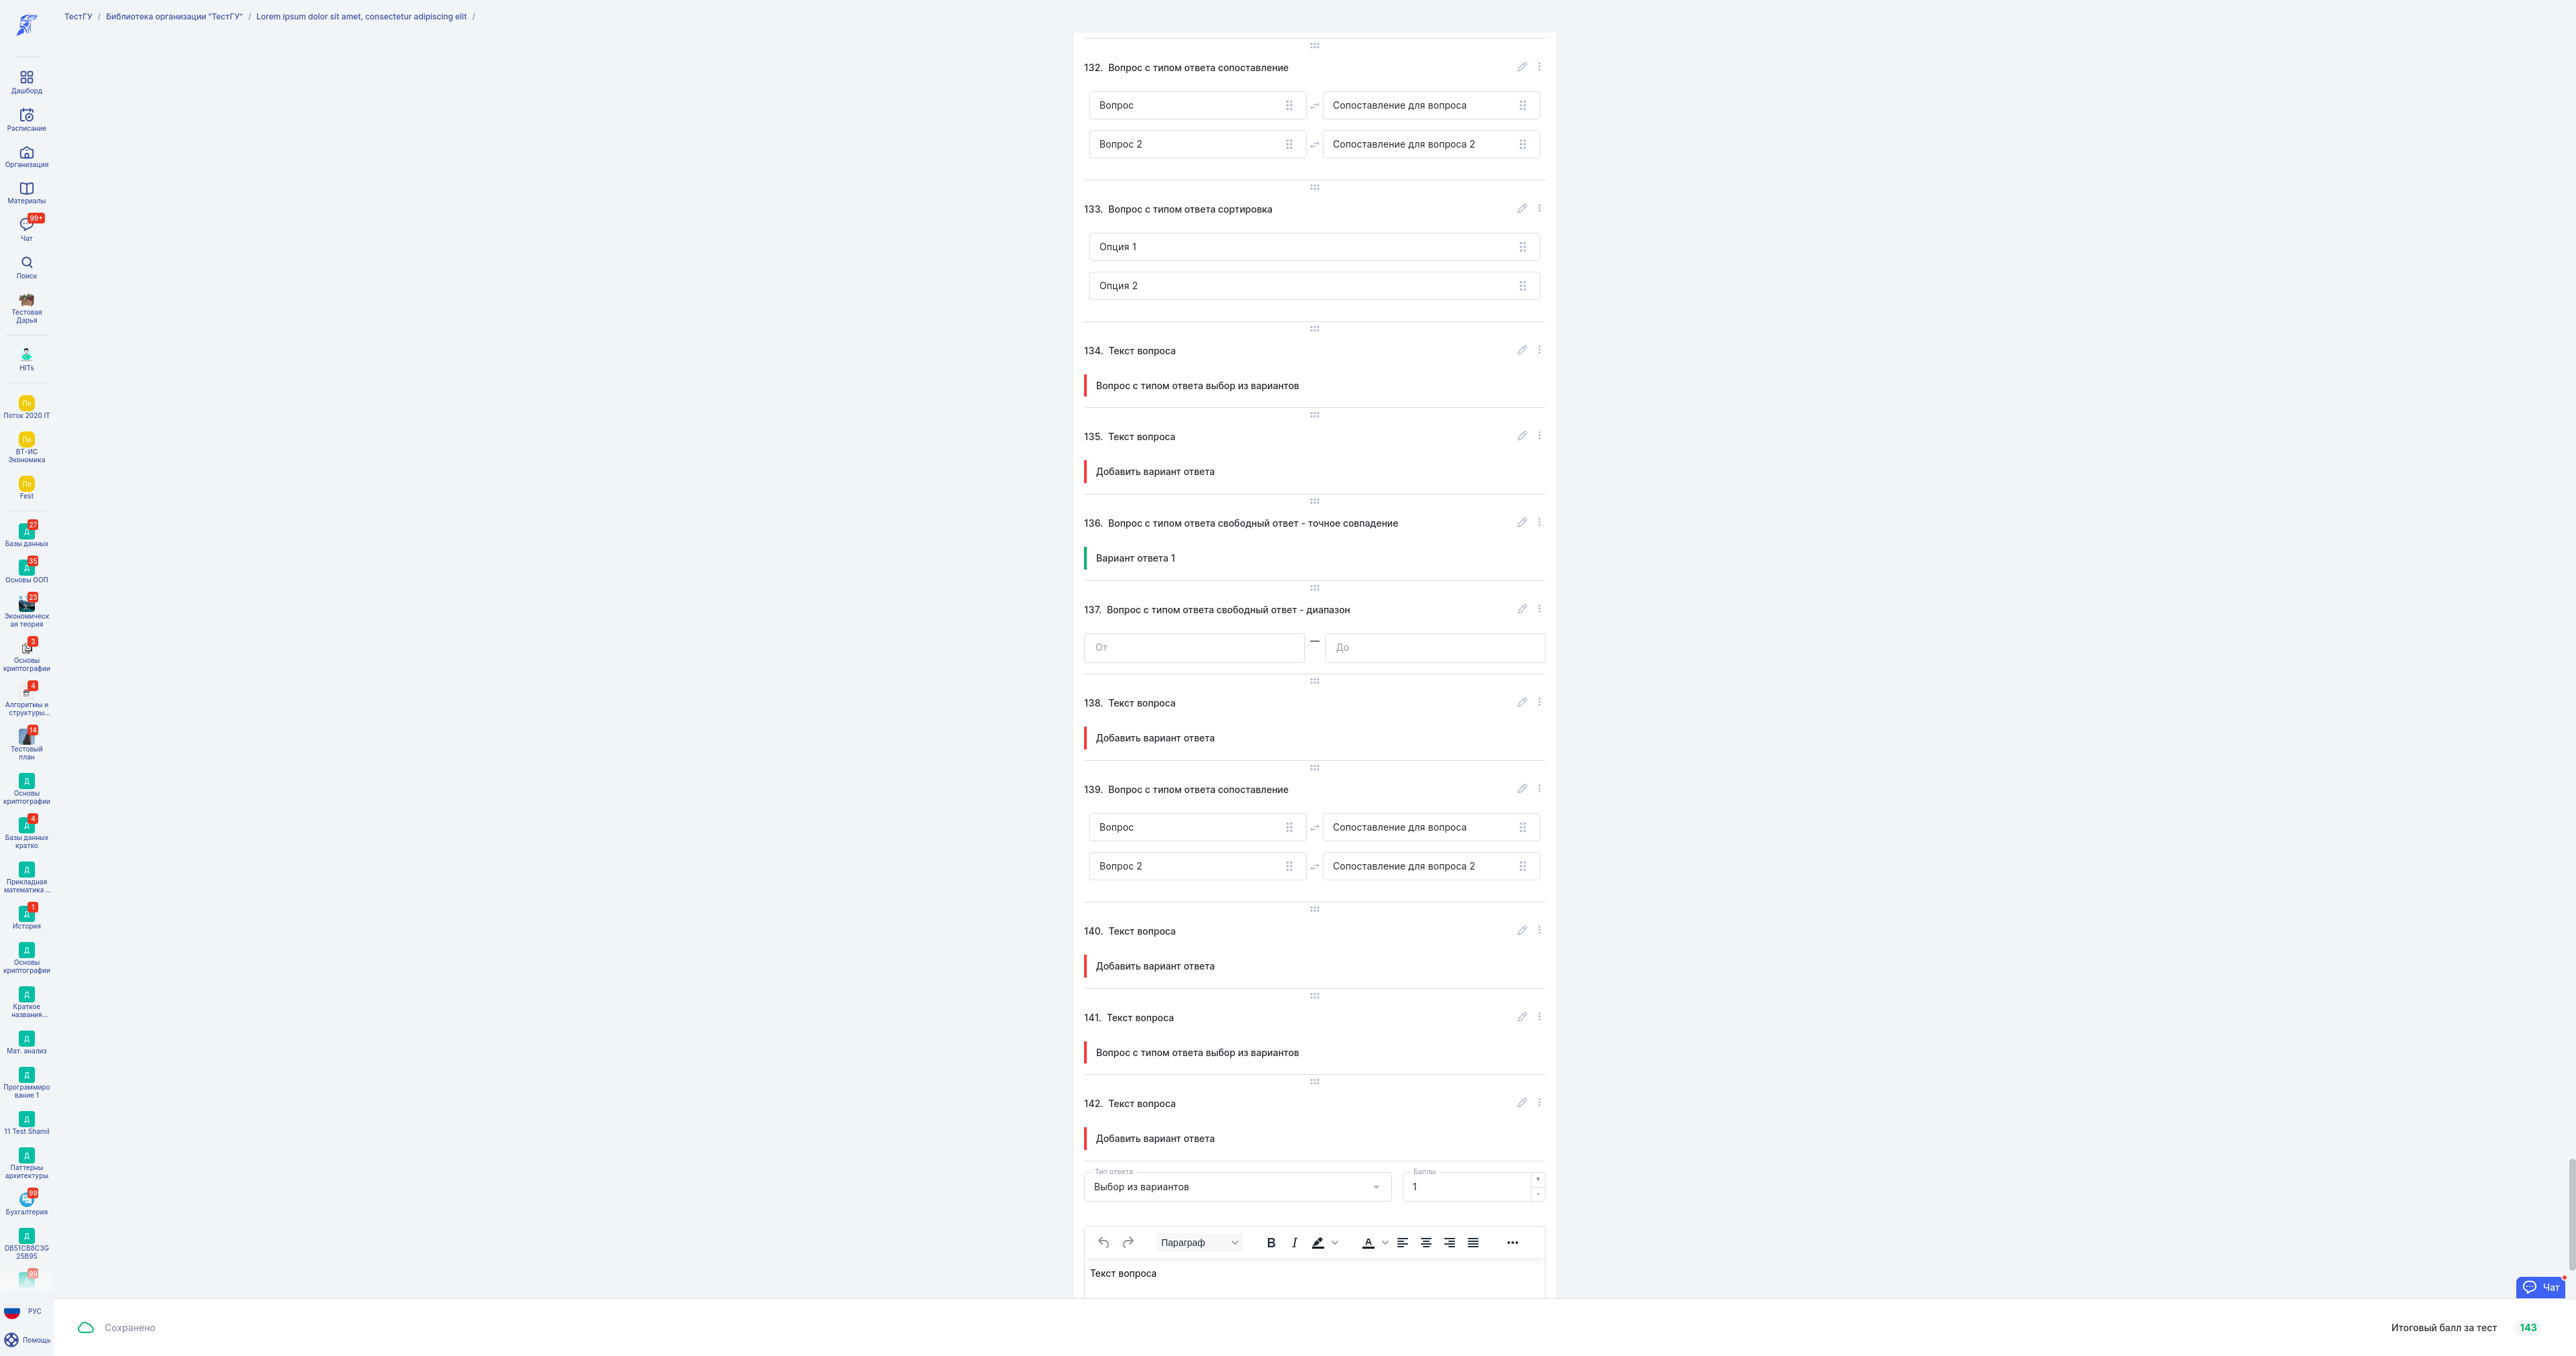 ТестГУ / Библиотека организации "ТестГУ" / Lorem ipsum dolor sit amet, consectetur adipiscing elit /
Дашборд
Расписание
Организация
Материалы
99+
Чат
Поиск
Тестовая
Дарья
HITs
По
Поток 2020 IT
По
ВТ-ИС
Экономика
По
Fest
27
Д
Базы данных
35
Д
Основы ООП
23
Экономическ
ая теория
3
Основы
криптографии
4
Алгоритмы и
структуры...
14
Тестовый
план
Д
Основы
криптографии
4
Д
Базы данных
кратко
Д
Прикладная
математика ...
1
Д
История
Д
Основы
криптографии
Д
Краткое
названия...
Д
Мат. анализ
Д
Программиро
вание 1
Д
11 Test Shamil
Д
Паттерны
архитектуры
99
Бухгалтерия
Д
DB51CB8C3G
25B95
99
Д
РУС
Помощь
132. Вопрос с типом ответа сопоставление
Вопрос
Сопоставление для вопроса
Вопрос 2
Сопоставление для вопроса 2
133. Вопрос с типом ответа сортировка
Опция 1
Опция 2
134. Текст вопроса
Вопрос с типом ответа выбор из вариантов
135. Текст вопроса
Добавить вариант ответа
136. Вопрос с типом ответа свободный ответ - точное совпадение
Вариант ответа 1
137. Вопрос с типом ответа свободный ответ - диапазон
От — До
138. Текст вопроса
Добавить вариант ответа
139. Вопрос с типом ответа сопоставление
Вопрос
Сопоставление для вопроса
Вопрос 2
Сопоставление для вопроса 2
140. Текст вопроса
Добавить вариант ответа
141. Текст вопроса
Вопрос с типом ответа выбор из вариантов
142. Текст вопроса
Добавить вариант ответа
Тип ответа
Выбор из вариантов
Баллы
1
+
-
Параграф
B I A
Текст вопроса
Чат
Сохранено
Итоговый балл за тест 143